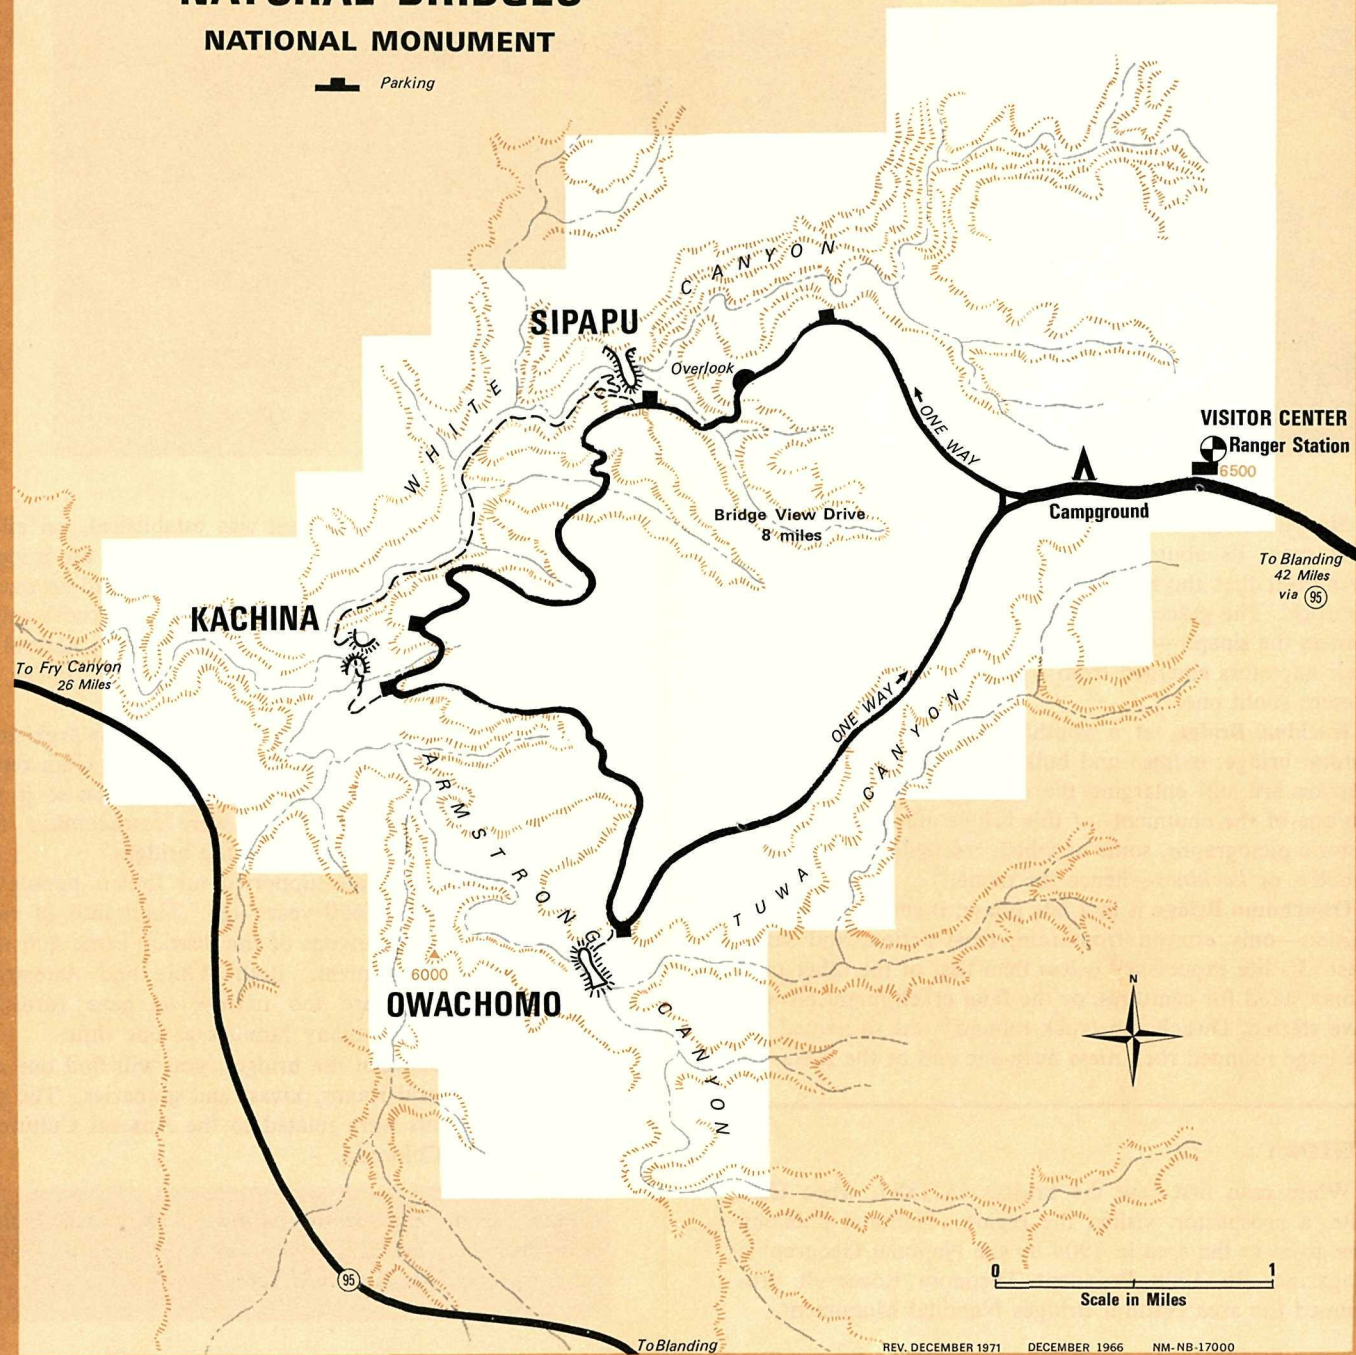 NATURAL BRIDGES
NATIONAL MONUMENT
Parking
CANYON
SIPAPU
Overlook
WHITE
ONE WAY
VISITOR CENTER
Ranger Station
6500
Campground
Bridge View Drive
8 miles
To Blanding
42 Miles
via 95
KACHINA
To Fry Canyon
26 Miles
ONE WAY
ARMSTRONG
CANYON
TUWA
CANYON
6000
OWACHOMO
N
0 1
Scale in Miles
95
To Blanding
REV. DECEMBER 1971 DECEMBER 1966 NM-NB-17000